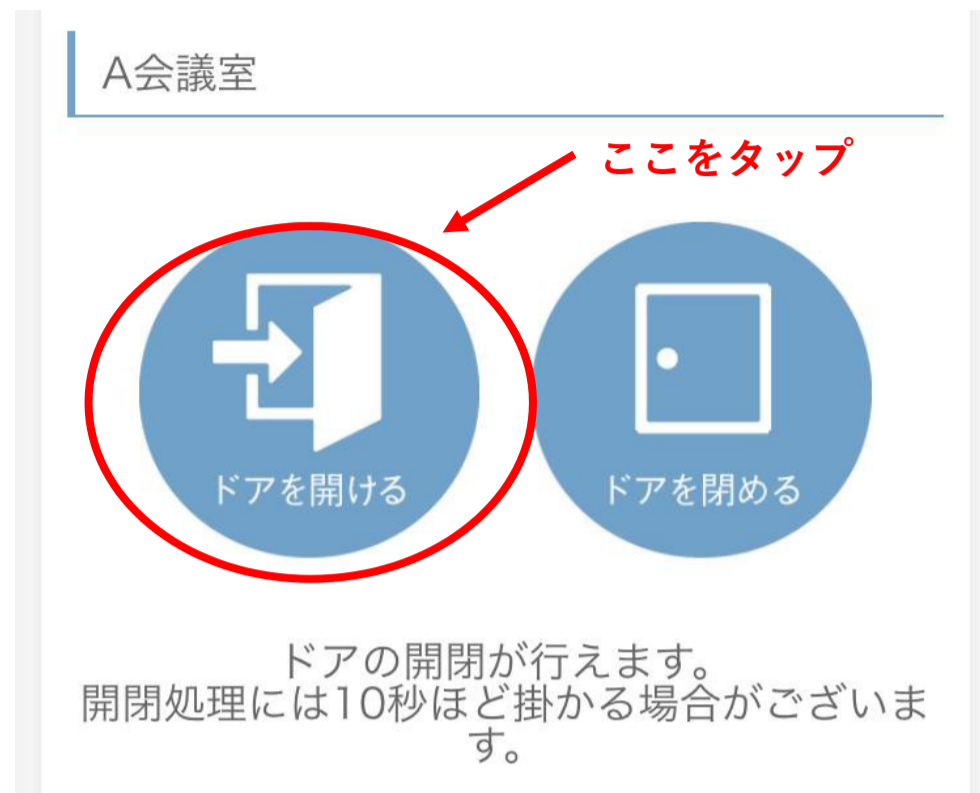 A会議室
ここをタップ
ドアを開ける
ドアを閉める
ドアの開閉が行えます。
開閉処理には10秒ほど掛かる場合がございま
す。